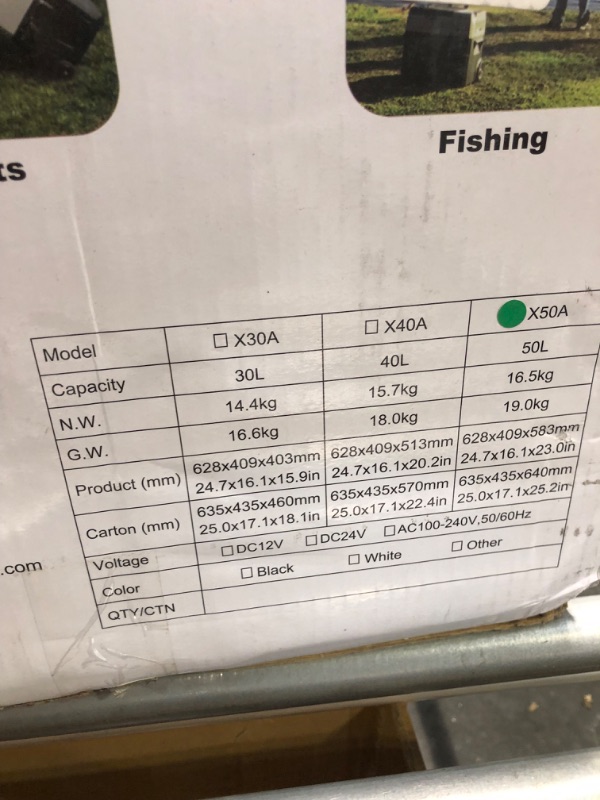 ts
Fishing
Model ☐ X30A ☐ X40A X50A
Capacity 30L 40L 50L
N.W. 14.4kg 15.7kg 16.5kg
G.W. 16.6kg 18.0kg 19.0kg
Product (mm) 628x409x403mm 628x409x513mm 628x409x583mm
24.7x16.1x15.9in 24.7x16.1x20.2in 24.7x16.1x23.0in
Carton (mm) 635x435x460mm 635x435x570mm 635x435x640mm
25.0x17.1x18.1in 25.0x17.1x22.4in 25.0x17.1x25.2in
Voltage ☐ DC12V ☐ DC24V ☐ AC100-240V,50/60Hz
.com
Color ☐ Black ☐ White ☐ Other
QTY/CTN